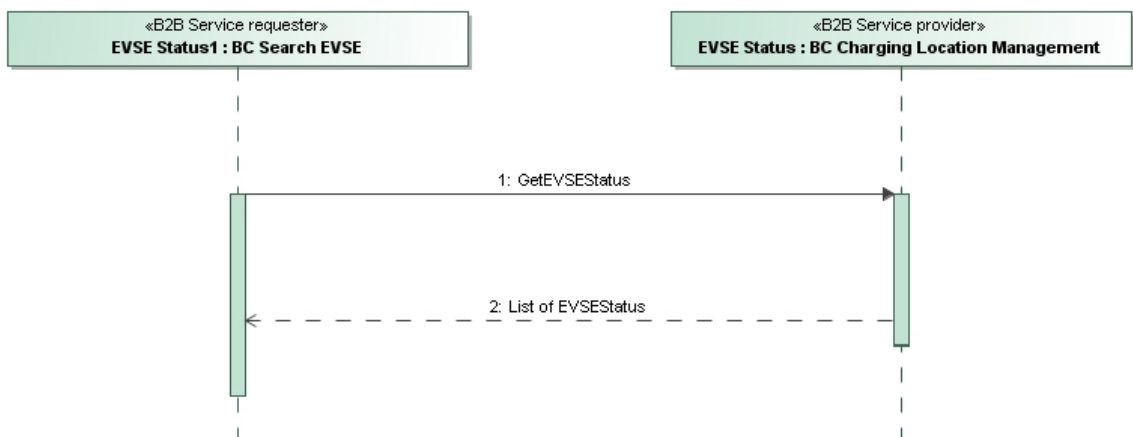 «B2B Service requester»
EVSE Status1 : BC Search EVSE
«B2B Service provider»
EVSE Status : BC Charging Location Management
1: GetEVSEStatus
2: List of EVSEStatus